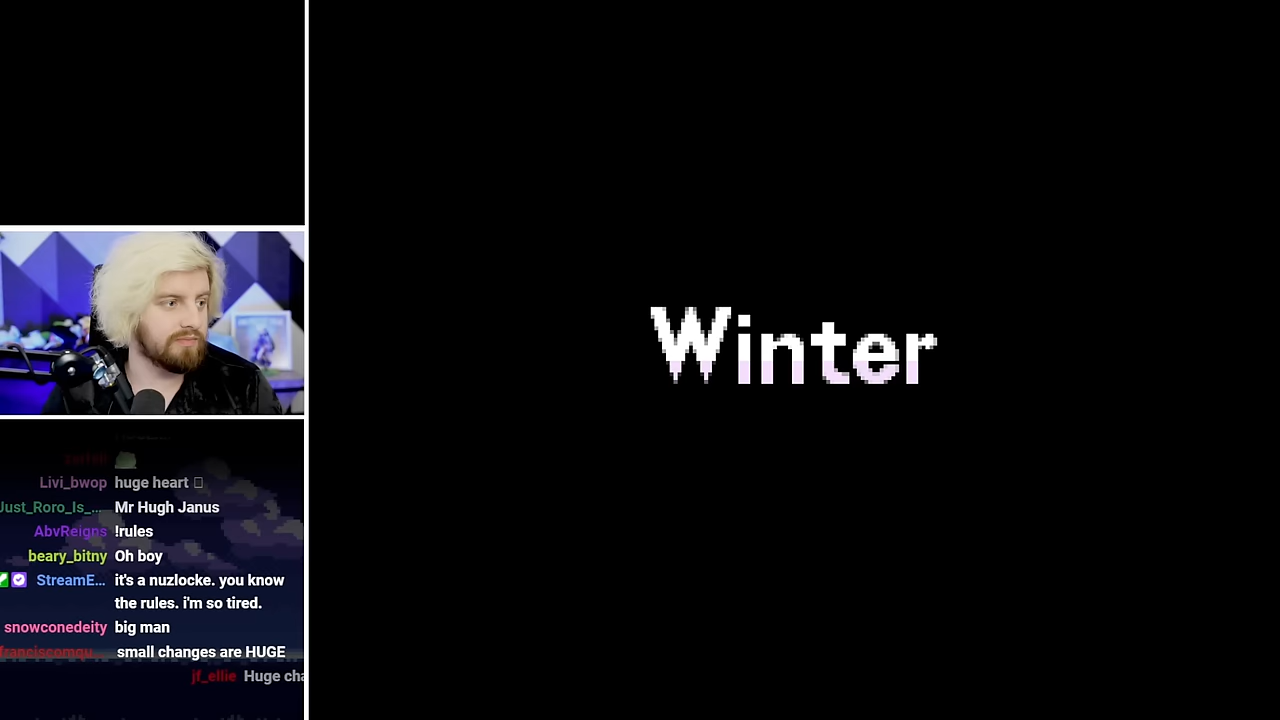 Winter
Livi_bwop huge heart
Just_Roro_Is_... Mr Hugh Janus
AbvReigns !rules
beary_bitny Oh boy
StreamE... it's a nuzlocke. you know
the rules. i'm so tired.
snowconedeity big man
franciscomqu... small changes are HUGE
jf_ellie Huge cha